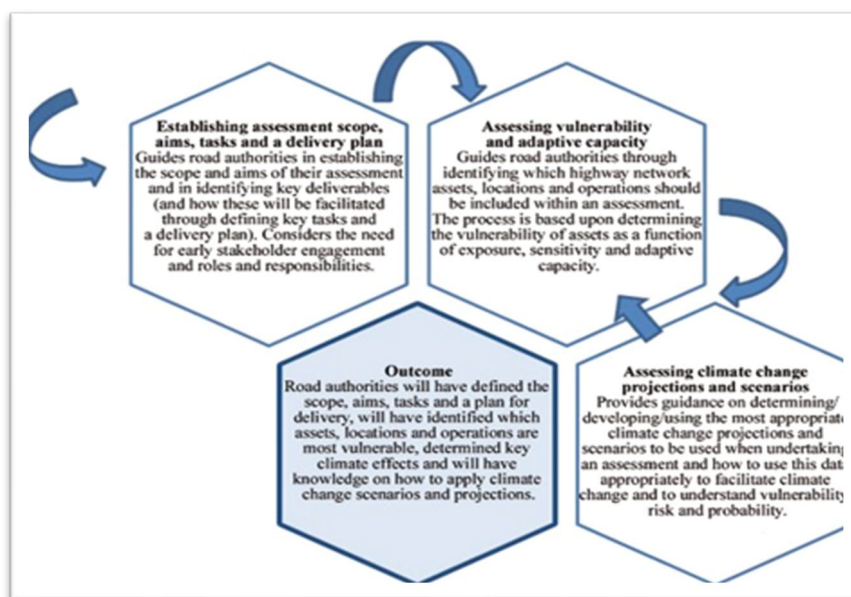 Establishing assessment scope,
aims, tasks and a delivery plan
Guides road authorities in establishing
the scope and aims of their assessment
and in identifying key deliverables
(and how these will be facilitated
through defining key tasks and
a delivery plan). Considers the need
for early stakeholder engagement
and roles and responsibilities.
Assessing vulnerability
and adaptive capacity
Guides road authorities through
identifying which highway network
assets, locations and operations should
be included within an assessment.
The process is based upon determining
the vulnerability of assets as a function
of exposure, sensitivity and adaptive
capacity.
Outcome
Road authorities will have defined the
scope, aims, tasks and a plan for
delivery, will have identified which
assets, locations and operations are
most vulnerable, determined key
climate effects and will have
knowledge on how to apply climate
change scenarios and projections.
Assessing climate change
projections and scenarios
Provides guidance on determining/
developing/using the most appropriate
climate change projections and
scenarios to be used when undertaking
an assessment and how to use this data
appropriately to facilitate climate
change and to understand vulnerability
risk and probability.